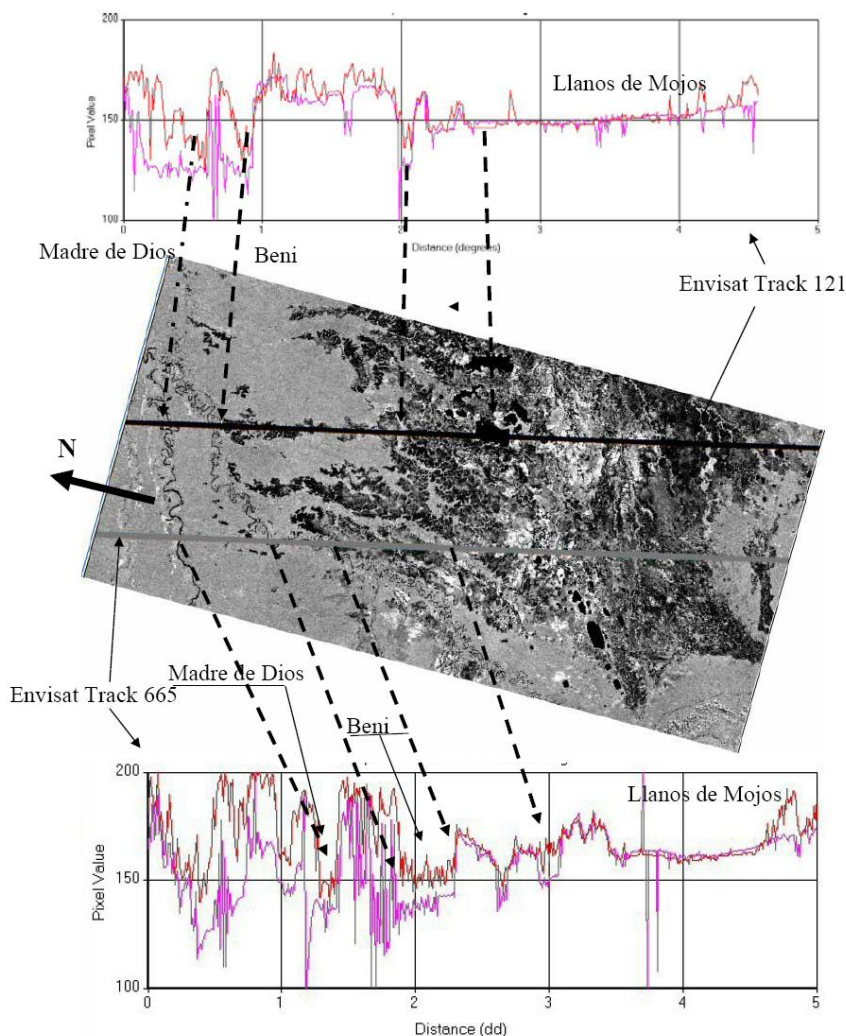 200
Llanos de Mojos
Pixel Value
150
100
0
1
2
3
4
5
Distance (degrees)
Madre de Dios
Beni
Envisat Track 121
N
Envisat Track 665
Madre de Dios
Beni
200
Llanos de Mojos
Pixel Value
150
100
0
1
2
3
4
5
Distance (dd)